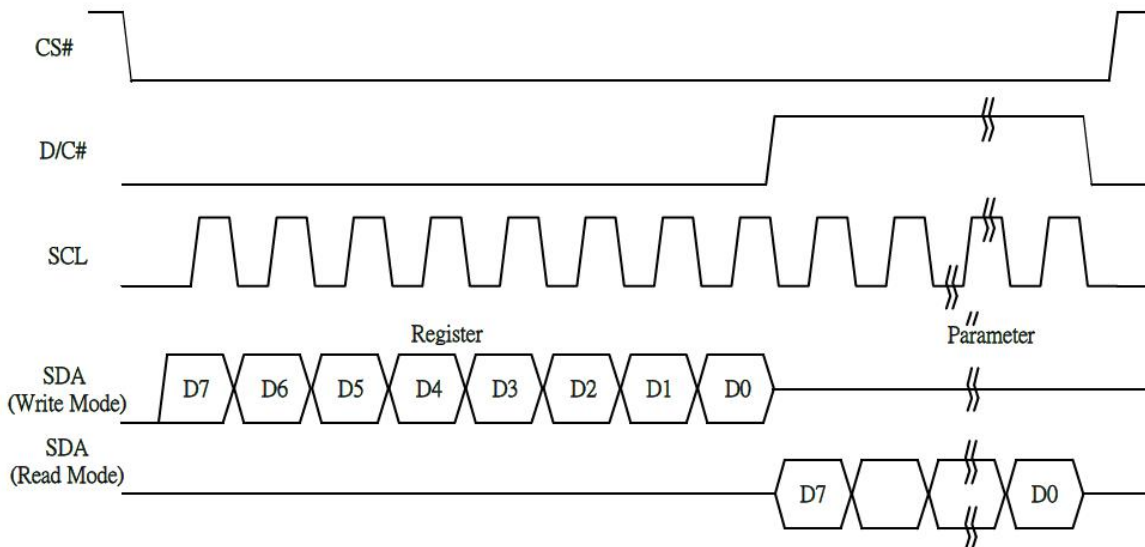 CS#
D/C#
SCL
Register
Parameter
SDA
(Write Mode)
D7 D6 D5 D4 D3 D2 D1 D0
SDA
(Read Mode)
D7 D0